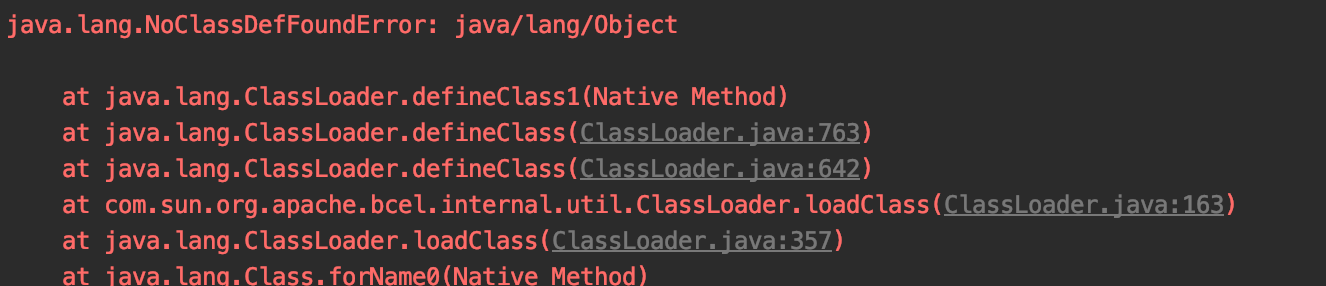 java.lang.NoClassDefFoundError: java/lang/Object
at java.lang.ClassLoader.defineClass1(Native Method)
at java.lang.ClassLoader.defineClass(ClassLoader.java:763)
at java.lang.ClassLoader.defineClass(ClassLoader.java:642)
at com.sun.org.apache.bcel.internal.util.ClassLoader.loadClass(ClassLoader.java:163)
at java.lang.ClassLoader.loadClass(ClassLoader.java:357)
at java.lang.Class.forName0(Native Method)